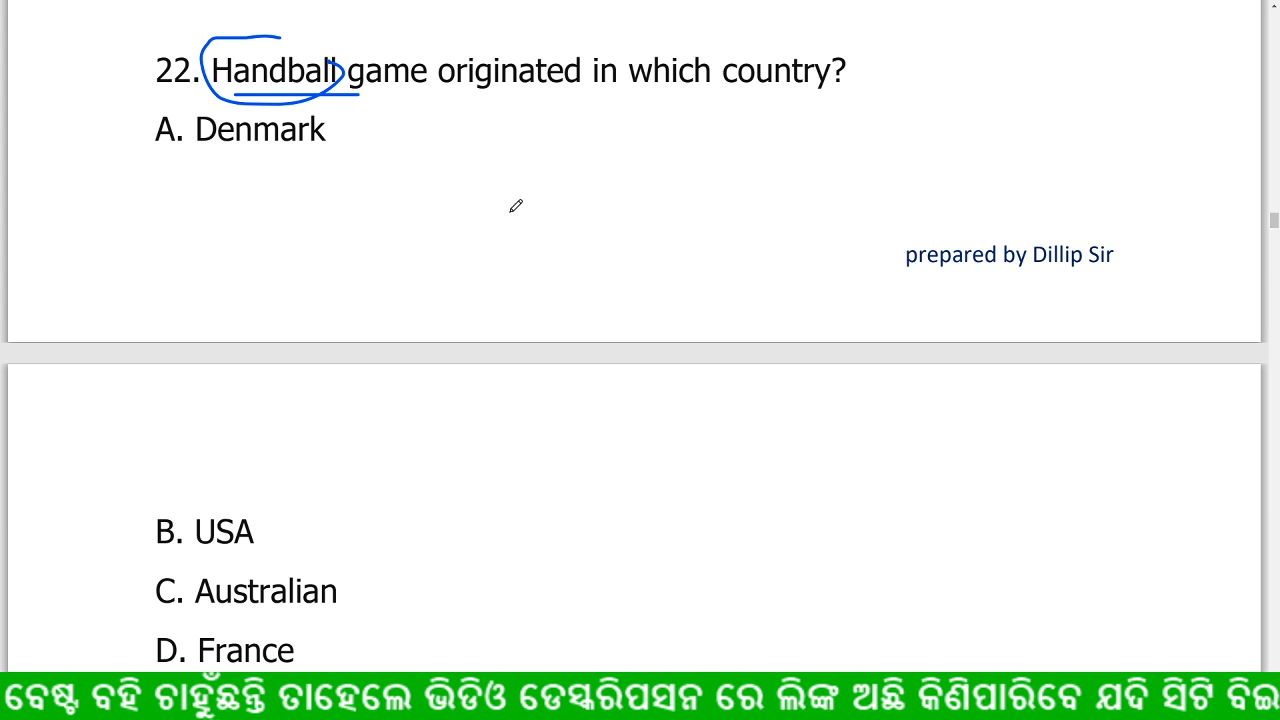 22. Handball game originated in which country?
A. Denmark
prepared by Dillip Sir
B. USA
C. Australian
D. France
ବେଷ୍ଟ ବହି ଚାହୁଁଛନ୍ତି ତାହେଲେ ଭିଡିଓ ଡେସ୍କରିପସନ ରେ ଲିଙ୍କ ଅଛି କିଣିପାରିବେ ଯଦି ସିଟି ବିଇ